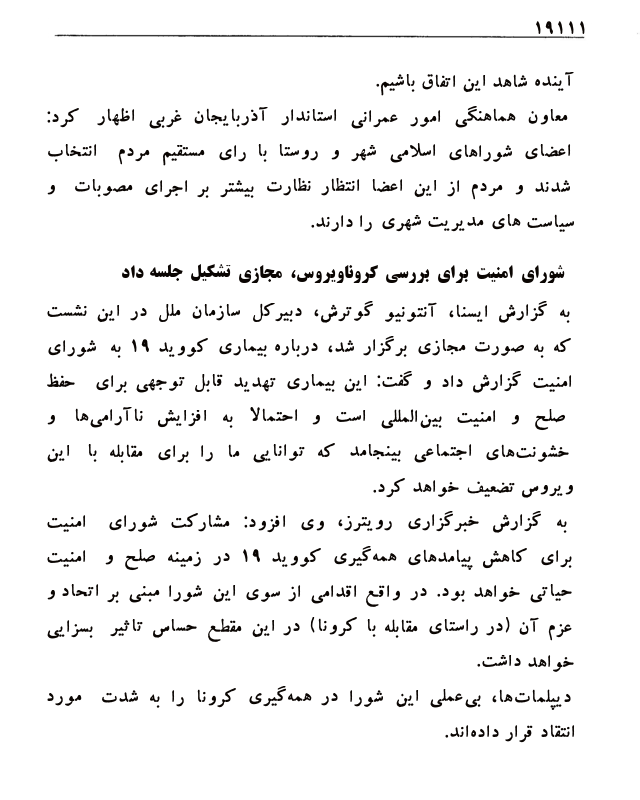 ۱۹۱۱۱
آینده شاهد این اتفاق باشیم.
معاون هماهنگی امور عمرانی استاندار آذربایجان غربی اظهار کرد:
اعضای شوراهای اسلامی شهر و روستا با رای مستقیم مردم انتخاب
شدند و مردم از این اعضا انتظار نظارت بیشتر بر اجرای مصوبات و
سیاست های مدیریت شهری را دارند.
شورای امنیت برای بررسی کروناویروس، مجازی تشکیل جلسه داد
به گزارش ایسنا، آنتونیو گوترش، دبیرکل سازمان ملل در این نشست
که به صورت مجازی برگزار شد، درباره بیماری کووید ۱۹ به شورای
امنیت گزارش داد و گفت: این بیماری تهدید قابل توجهی برای حفظ
صلح و امنیت بین‌المللی است و احتمالاً به افزایش ناآرامی‌ها و
خشونت‌های اجتماعی بینجامد که توانایی ما را برای مقابله با این
ویروس تضعیف خواهد کرد.
به گزارش خبرگزاری رویترز، وی افزود: مشارکت شورای امنیت
برای کاهش پیامدهای همه‌گیری کووید ۱۹ در زمینه صلح و امنیت
حیاتی خواهد بود. در واقع اقدامی از سوی این شورا مبنی بر اتحاد و
عزم آن (در راستای مقابله با کرونا) در این مقطع حساس تاثیر بسزایی
خواهد داشت.
دیپلمات‌ها، بی‌عملی این شورا در همه‌گیری کرونا را به شدت مورد
انتقاد قرار داده‌اند.